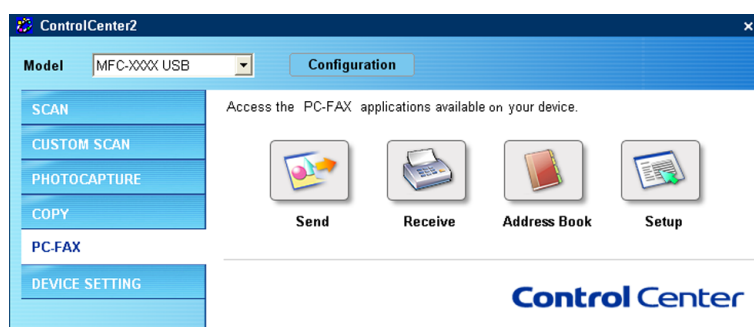 ControlCenter2
Model MFC-XXXX USB Configuration
SCAN
Access the PC-FAX applications available on your device.
CUSTOM SCAN
PHOTOCAPTURE
COPY
PC-FAX
DEVICE SETTING
Send Receive Address Book Setup
Control Center